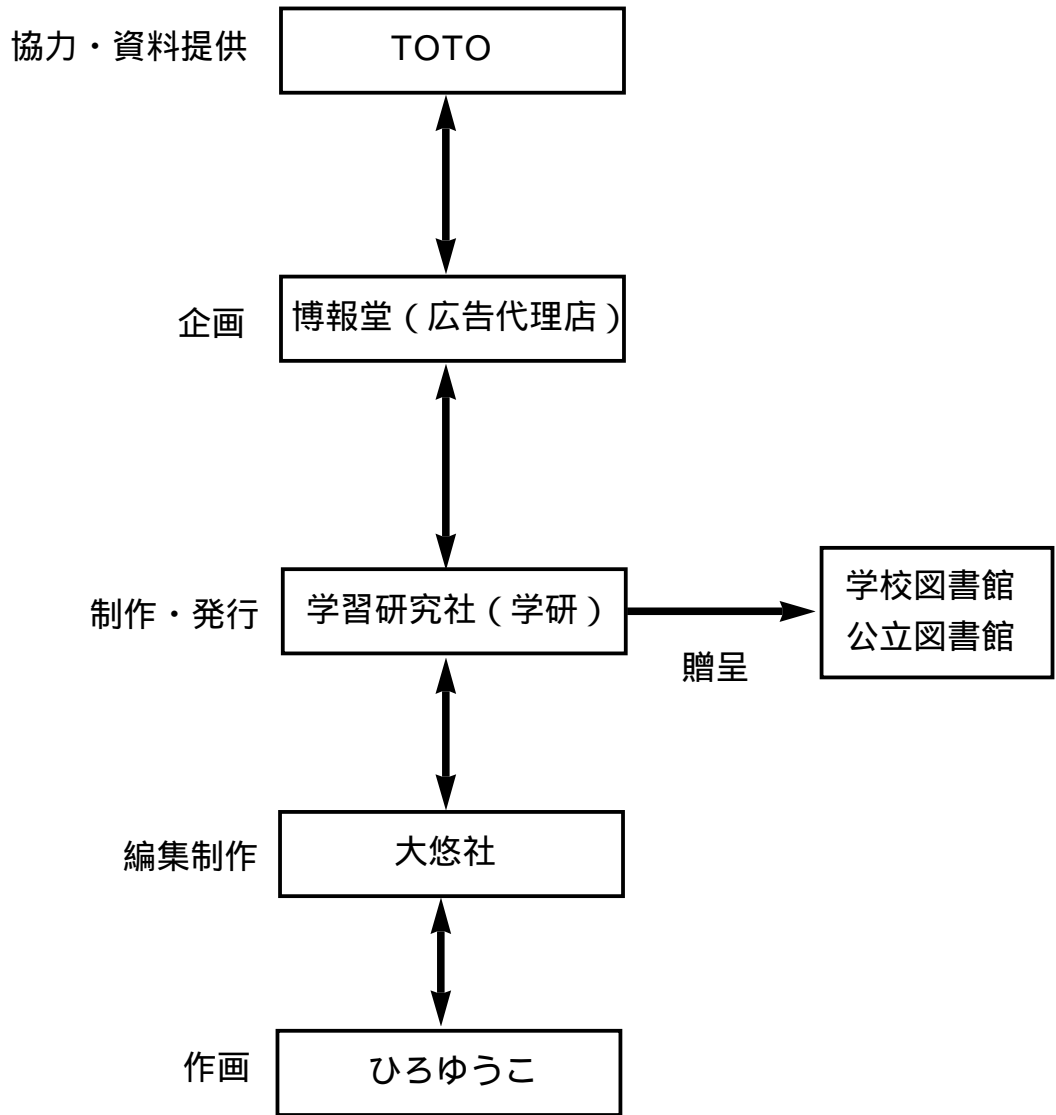 協力・資料提供
TOTO
企画
博報堂（広告代理店）
制作・発行
学習研究社（学研）
贈呈
学校図書館
公立図書館
編集制作
大悠社
作画
ひろゆうこ